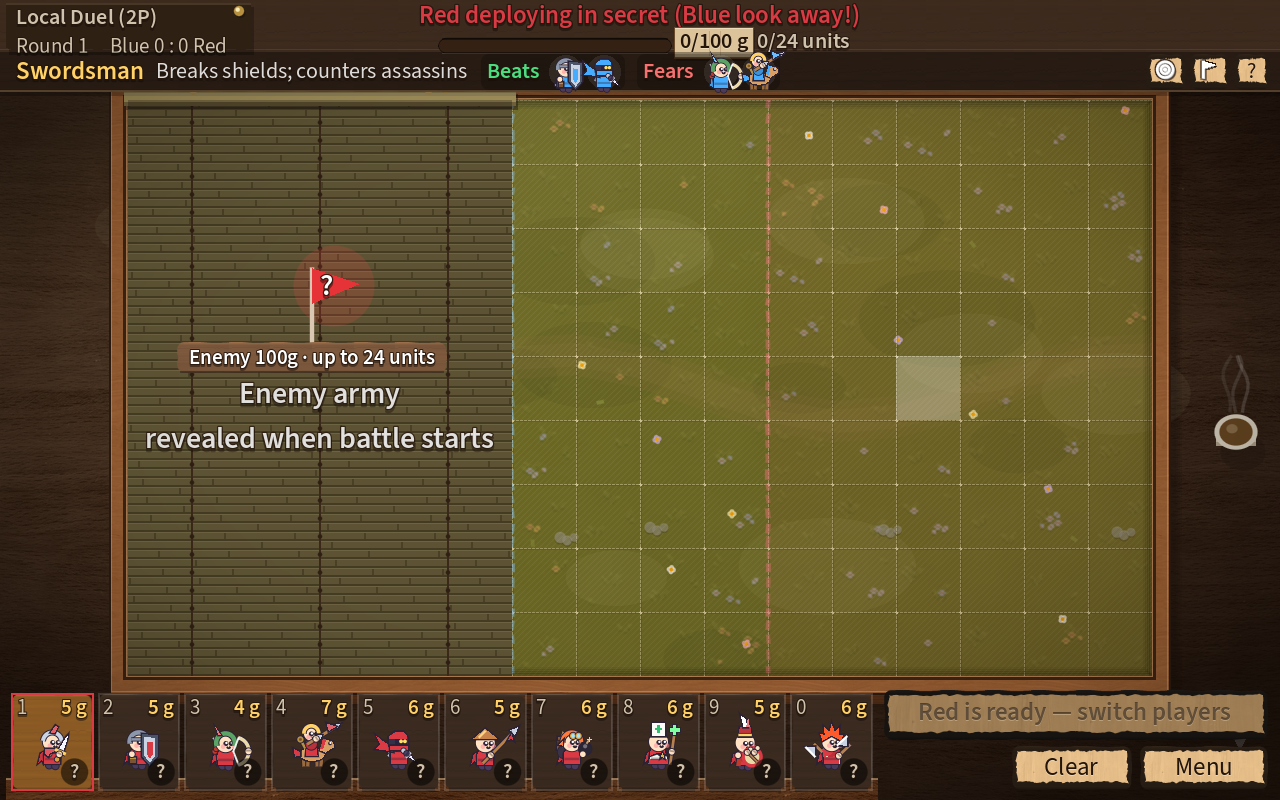 Local Duel (2P)
Round 1 Blue 0 : 0 Red
Red deploying in secret (Blue look away!)
0/100 g 0/24 units
Swordsman Breaks shields; counters assassins Beats Fears ?
?
Enemy 100g · up to 24 units
Enemy army
revealed when battle starts
1 5 g ?
2 5 g ?
3 4 g ?
4 7 g ?
5 6 g ?
6 5 g ?
7 6 g ?
8 6 g ?
9 5 g ?
0 6 g ?
Red is ready — switch players
Clear Menu